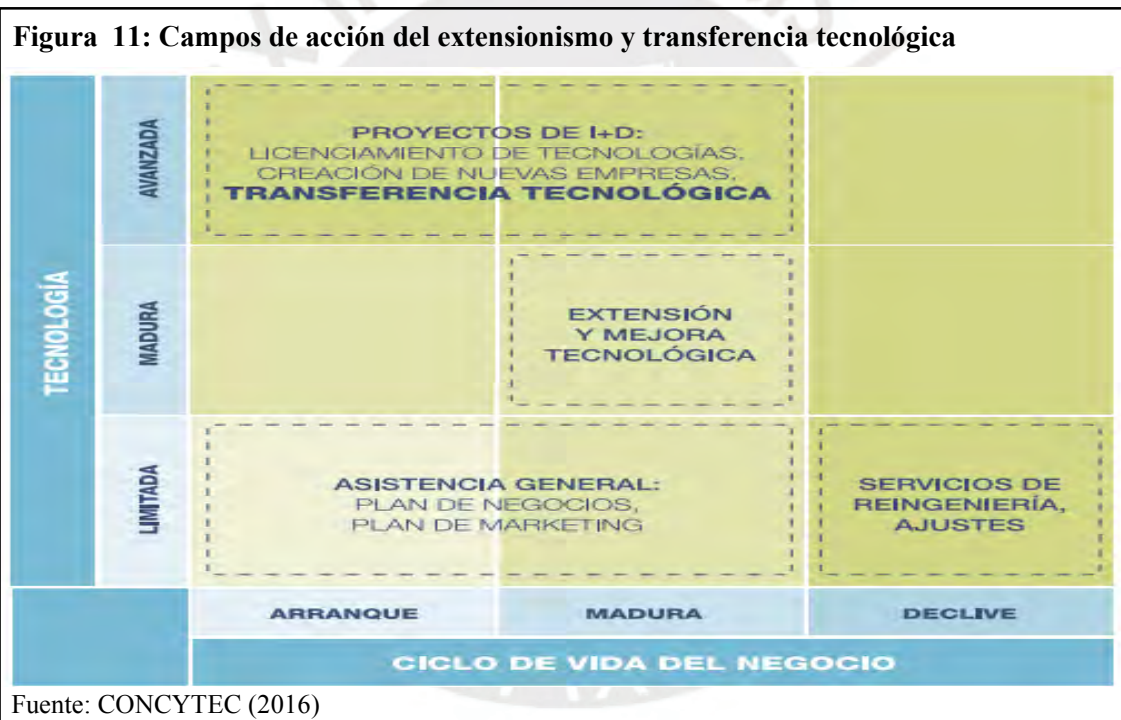 Figura 11: Campos de acción del extensionismo y transferencia tecnológica
TECNOLOGÍA
AVANZADA
PROYECTOS DE I+D:
LICENCIAMIENTO DE TECNOLOGÍAS,
CREACIÓN DE NUEVAS EMPRESAS,
TRANSFERENCIA TECNOLÓGICA
MADURA
EXTENSIÓN
Y MEJORA
TECNOLÓGICA
LIMITADA
ASISTENCIA GENERAL:
PLAN DE NEGOCIOS,
PLAN DE MARKETING
SERVICIOS DE
REINGENIERÍA,
AJUSTES
ARRANQUE
MADURA
DECLIVE
CICLO DE VIDA DEL NEGOCIO
Fuente: CONCYTEC (2016)